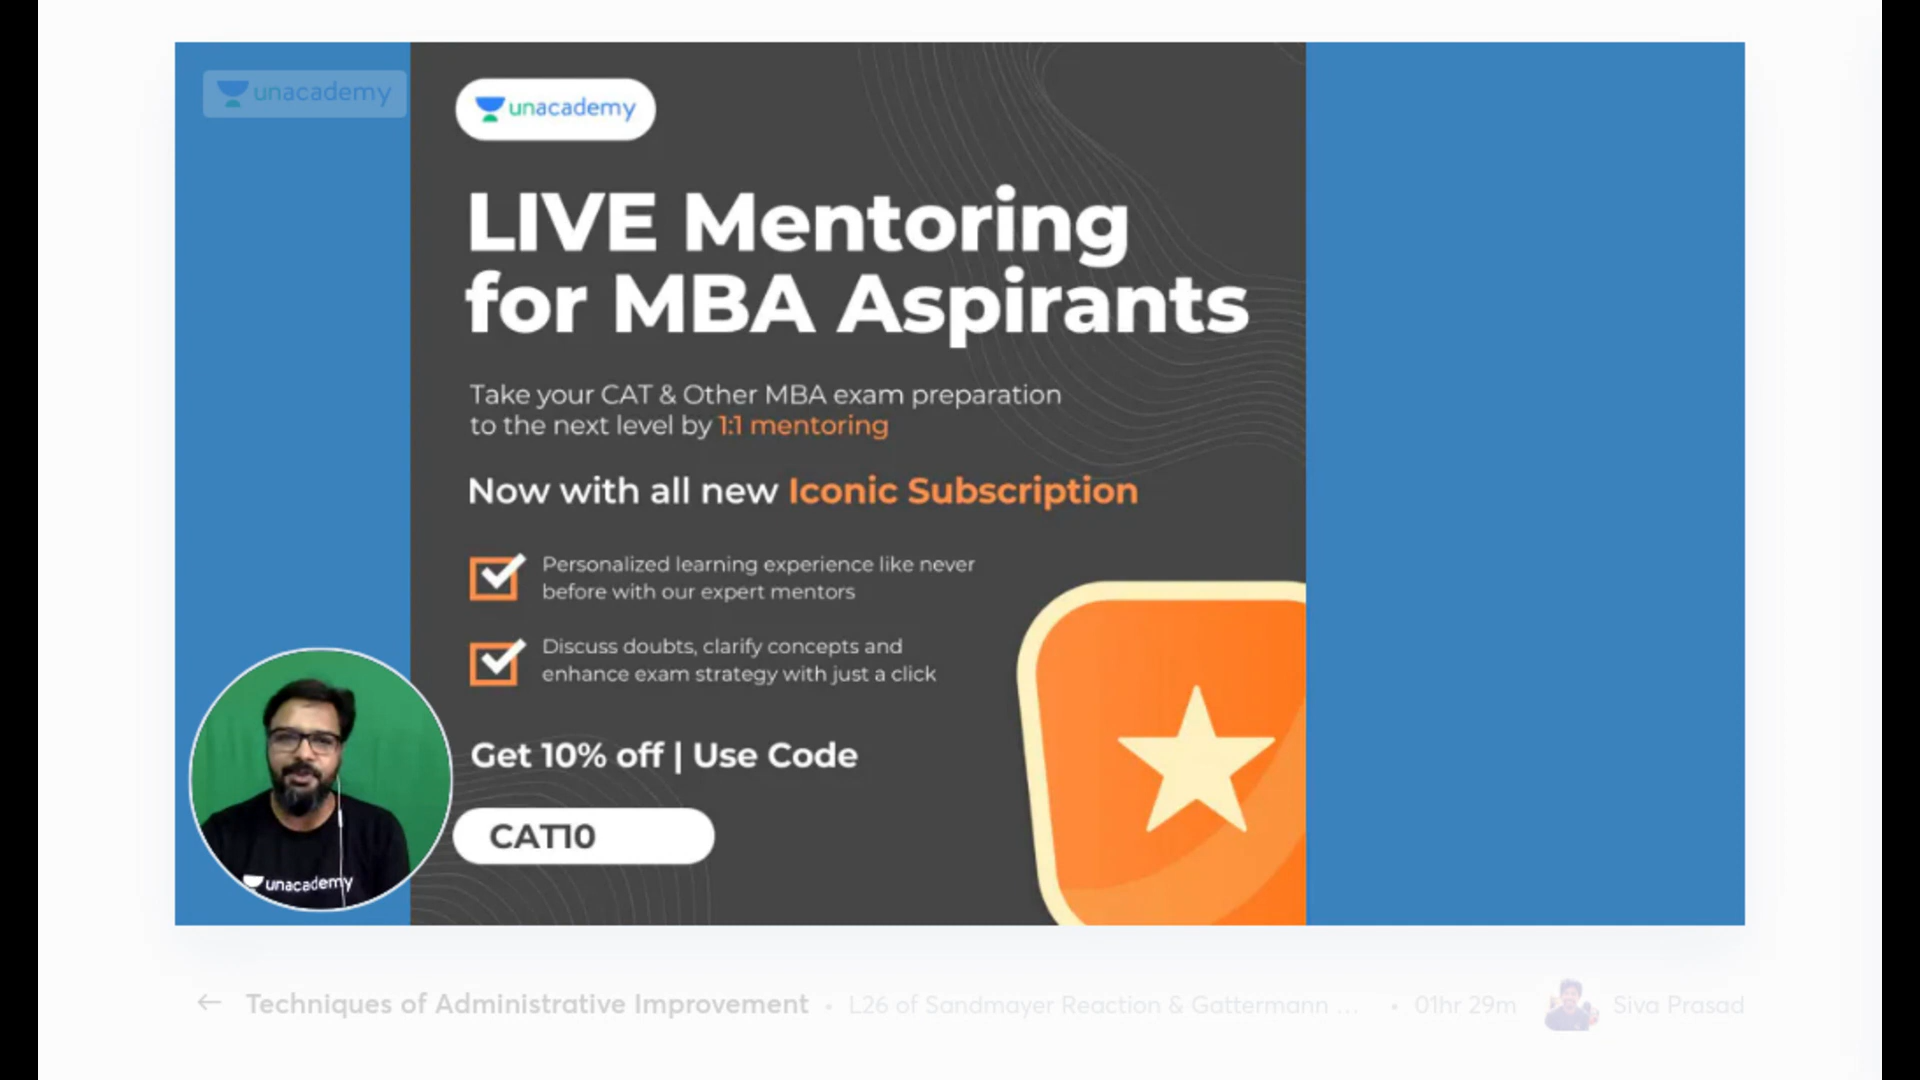 unacademy
unacademy
LIVE Mentoring
for MBA Aspirants
Take your CAT & Other MBA exam preparation
to the next level by 1:1 mentoring
Now with all new Iconic Subscription
Personalized learning experience like never
before with our expert mentors
Discuss doubts, clarify concepts and
enhance exam strategy with just a click
Get 10% off | Use Code
CAT10
unacademy
← Techniques of Administrative Improvement • L26 of Sandmayer Reaction & Gattermann ... • 01hr 29m Siva Prasad